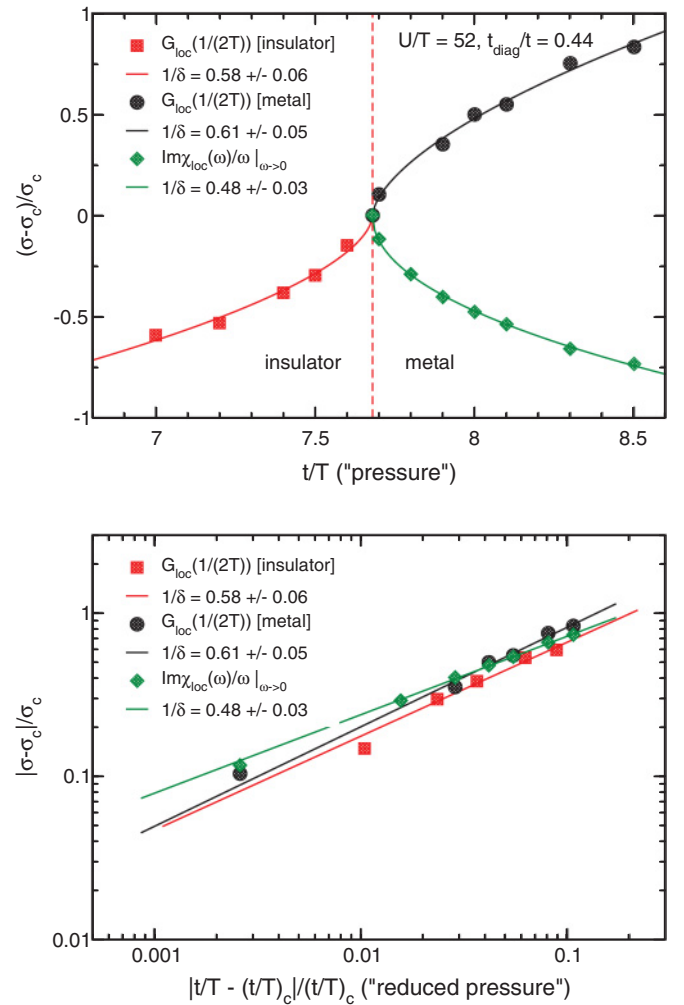 G_loc(1/(2T)) [insulator]
1/δ = 0.58 +/- 0.06
G_loc(1/(2T)) [metal]
1/δ = 0.61 +/- 0.05
Imχ_loc(ω)/ω |_ω->0
1/δ = 0.48 +/- 0.03
U/T = 52, t_diag/t = 0.44
1
0.5
0
-0.5
-1
(σ-σ_c)/σ_c
insulator metal
7 7.5 8 8.5
t/T ("pressure")
G_loc(1/(2T)) [insulator]
1/δ = 0.58 +/- 0.06
G_loc(1/(2T)) [metal]
1/δ = 0.61 +/- 0.05
Imχ_loc(ω)/ω |_ω->0
1/δ = 0.48 +/- 0.03
1
0.1
0.01
|σ-σ_c|/σ_c
0.001 0.01 0.1
|t/T - (t/T)_c|/(t/T)_c ("reduced pressure")